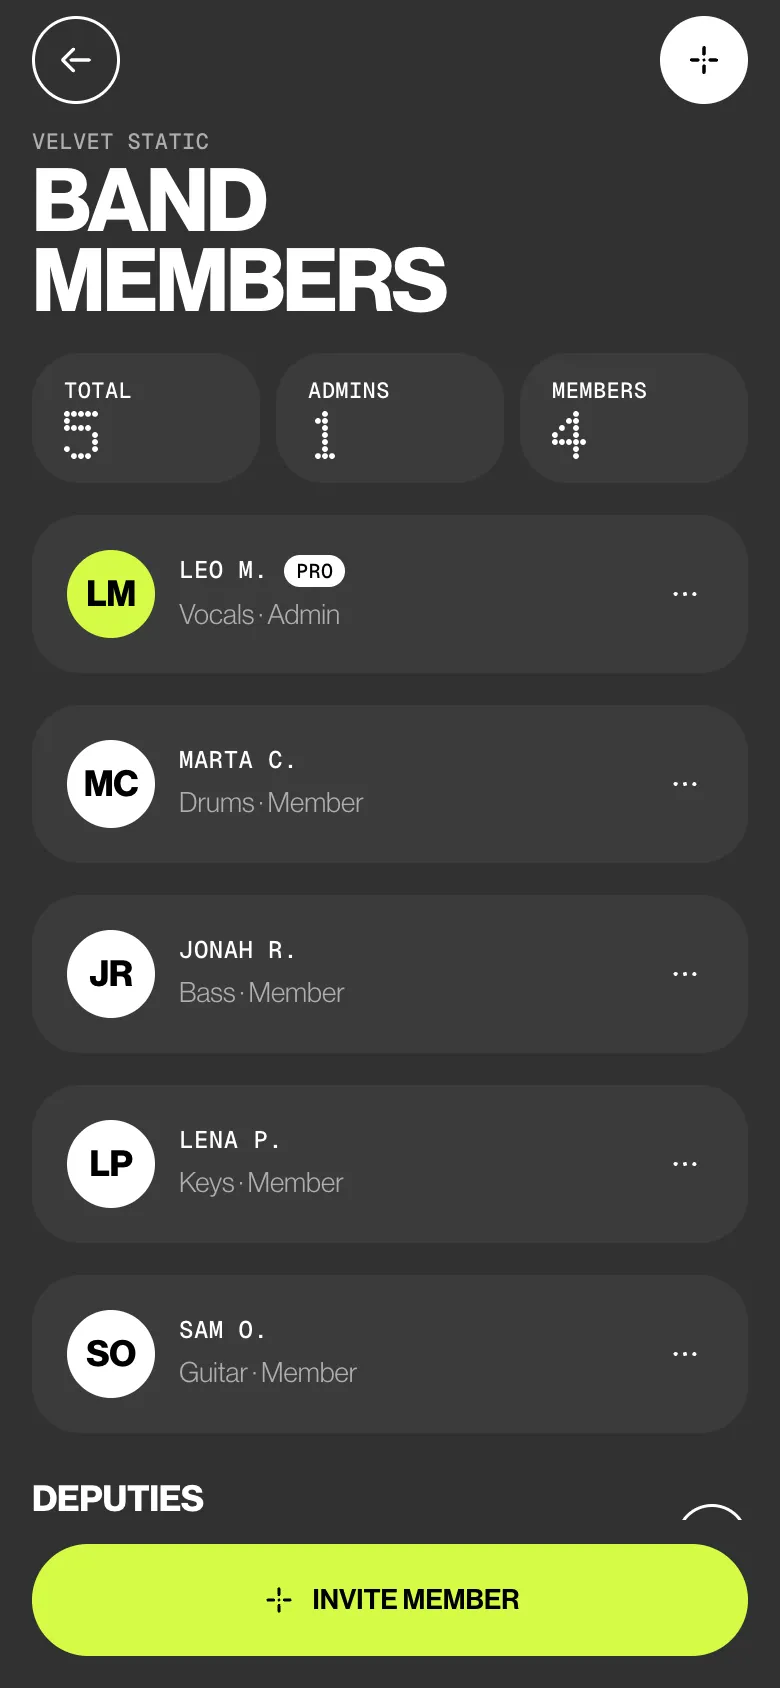 VELVET STATIC
BAND
MEMBERS
TOTAL
5
ADMINS
1
MEMBERS
4
LM
LEO M. PRO
Vocals · Admin
MC
MARTA C.
Drums · Member
JR
JONAH R.
Bass · Member
LP
LENA P.
Keys · Member
SO
SAM O.
Guitar · Member
DEPUTIES
INVITE MEMBER